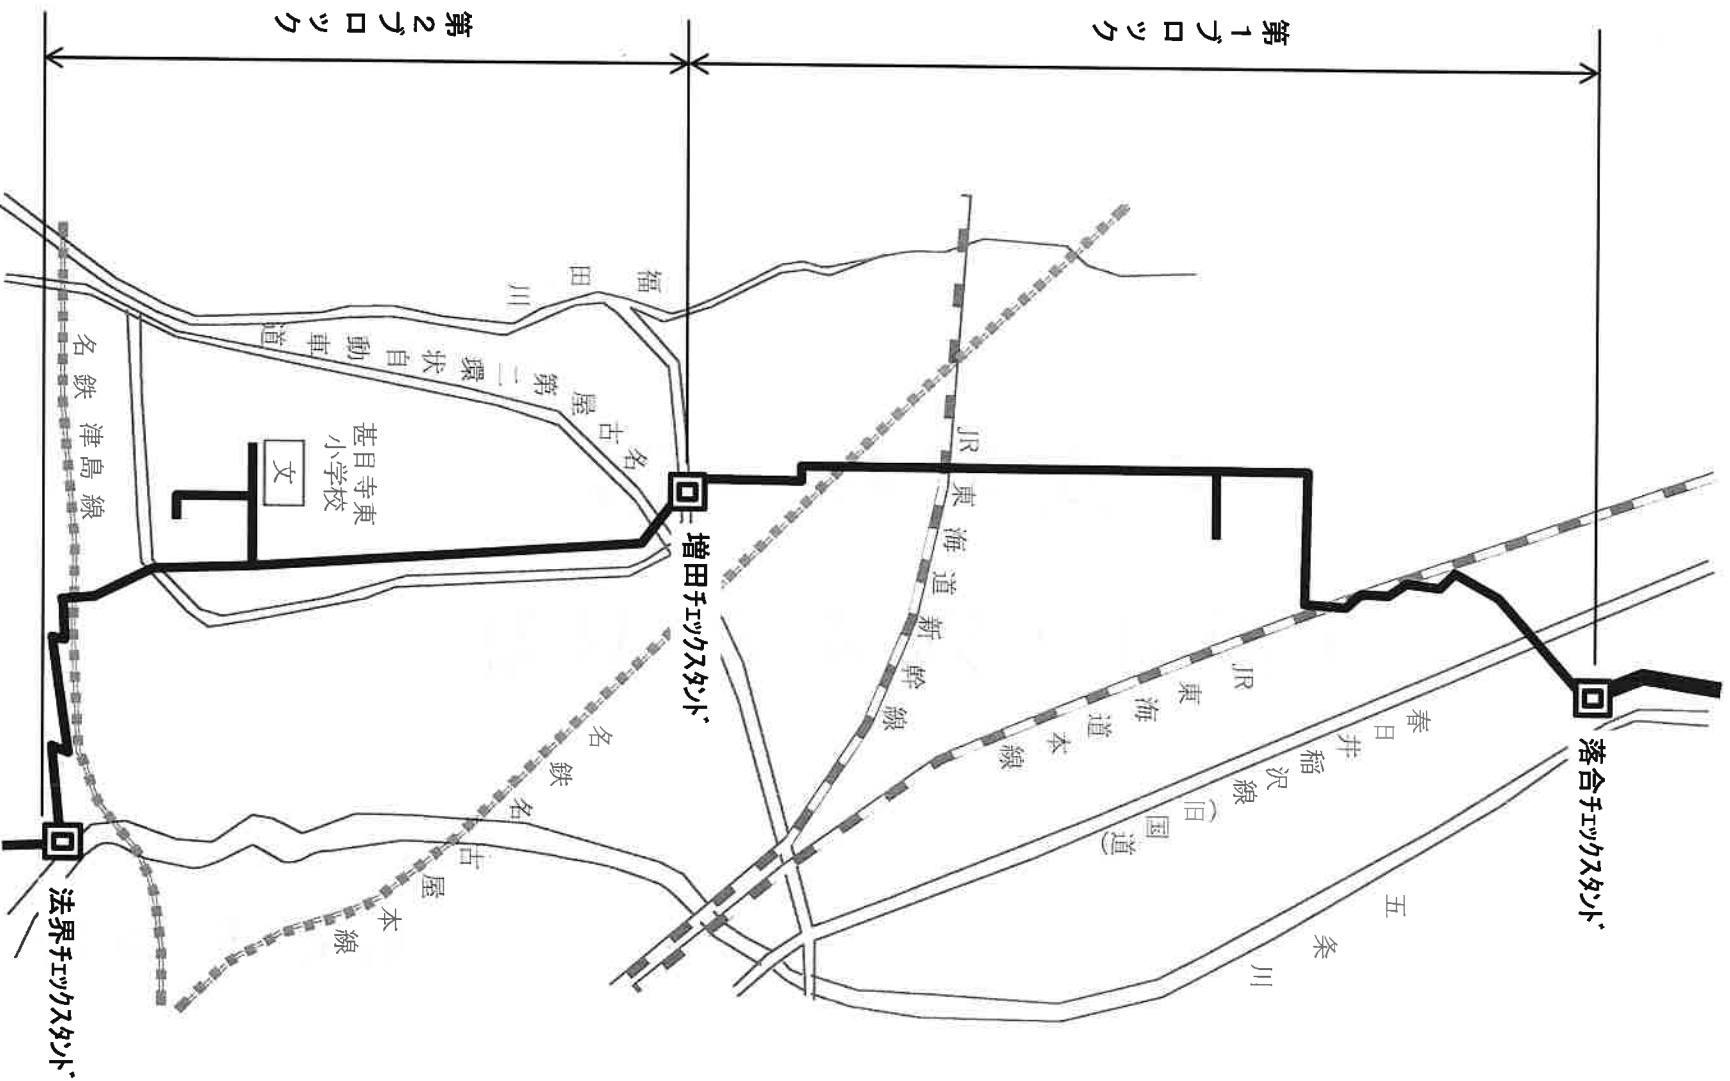 第1ブロック
第2ブロック
落合チェックスタンド
増田チェックスタンド
法界チェックスタンド
福田川
名古屋第二環状自動車道
名鉄津島線
甚目寺東
小学校
文
JR東海道新幹線
JR東海道本線
春日井稲沢線
(旧国道)
五条川
名鉄名古屋本線